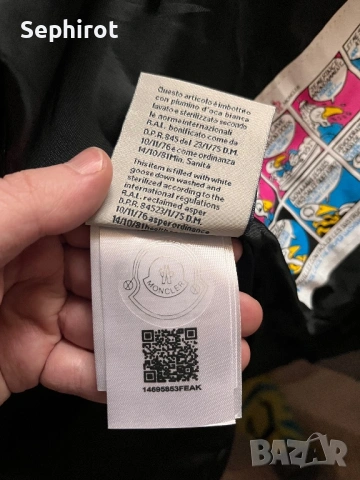 Sephirot
Questo articolo è imbottito
con piumino d'oca bianca
lavato e sterilizzato secondo
le norme internazionali
R.A.L. bonificato come da
D.P.R. 845 del 23/1/75 D.M.
10/11/76 e come ordinanza
14/10/81 Min. Sanità
This item is filled with white
goose down washed and
sterilized according to the
international regulations
R.A.L. reclaimed as per
D.P.R. 845 23/1/75 D.M.
10/11/76 as per ordinance
14/10/81
MONCLER
14695853FEAK
BAZAR